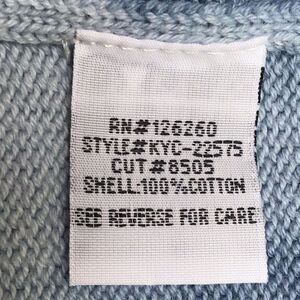 RN#126260
STYLE#KYC-22575
CUT#8505
SHELL:100%COTTON
SEE REVERSE FOR CARE